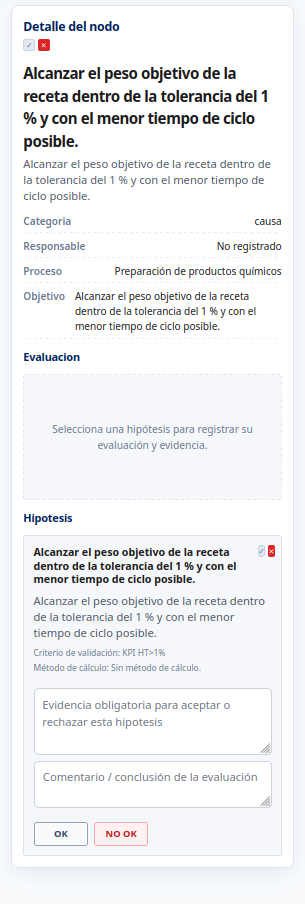 Detalle del nodo
✓ ×
Alcanzar el peso objetivo de la
receta dentro de la tolerancia del 1
% y con el menor tiempo de ciclo
posible.
Alcanzar el peso objetivo de la receta dentro de
la tolerancia del 1 % y con el menor tiempo de
ciclo posible.
Categoria causa
Responsable No registrado
Proceso Preparación de productos químicos
Objetivo Alcanzar el peso objetivo de la receta
dentro de la tolerancia del 1 % y con el
menor tiempo de ciclo posible.
Evaluacion
Selecciona una hipótesis para registrar su
evaluación y evidencia.
Hipotesis
Alcanzar el peso objetivo de la receta ✓ ×
dentro de la tolerancia del 1 % y con el
menor tiempo de ciclo posible.
Alcanzar el peso objetivo de la receta dentro
de la tolerancia del 1 % y con el menor
tiempo de ciclo posible.
Criterio de validación: KPI HT>1%
Método de cálculo: Sin método de cálculo.
Evidencia obligatoria para aceptar o
rechazar esta hipotesis
Comentario / conclusión de la evaluación
OK NO OK